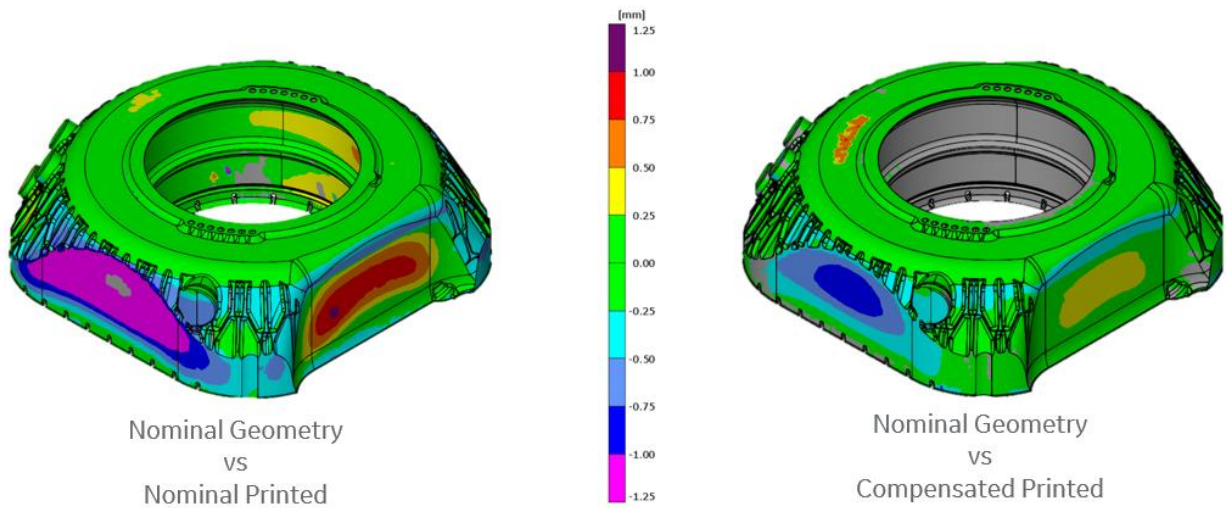 [mm]
1.25
1.00
0.75
0.50
0.25
0.00
-0.25
-0.50
-0.75
-1.00
-1.25
Nominal Geometry
vs
Nominal Printed
Nominal Geometry
vs
Compensated Printed